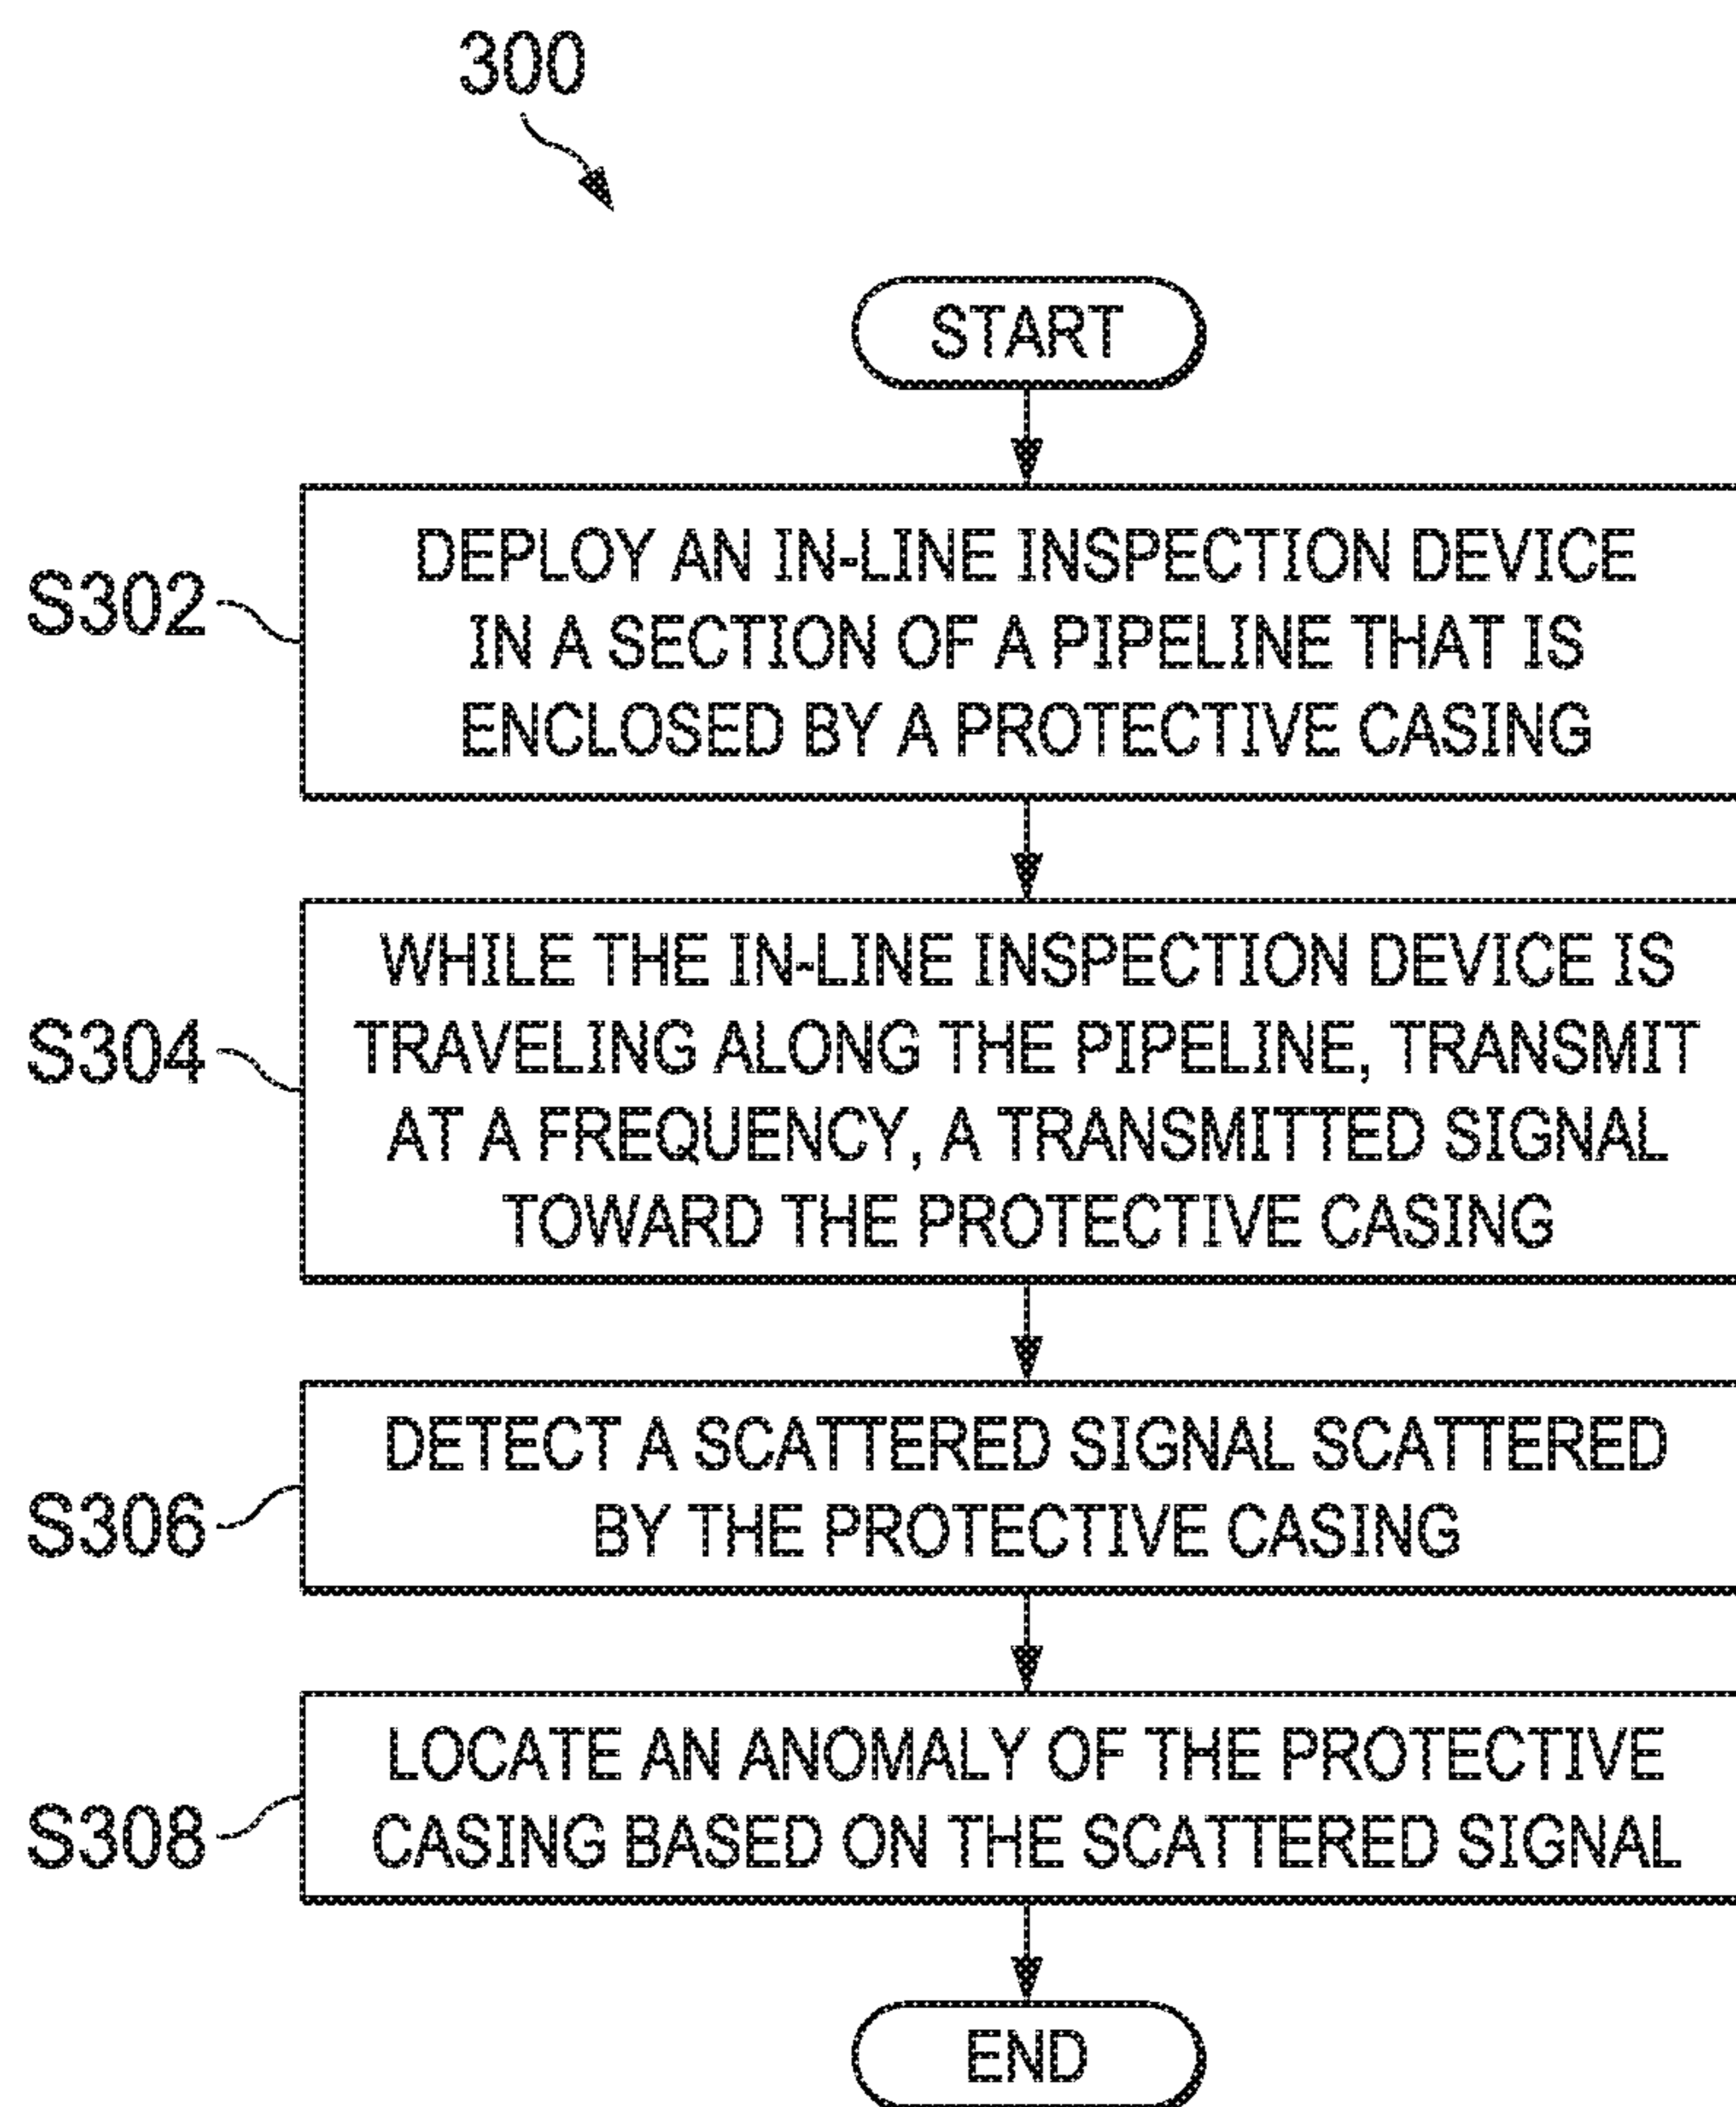 300
START
S302
DEPLOY AN IN-LINE INSPECTION DEVICE
IN A SECTION OF A PIPELINE THAT IS
ENCLOSED BY A PROTECTIVE CASING
S304
WHILE THE IN-LINE INSPECTION DEVICE IS
TRAVELING ALONG THE PIPELINE, TRANSMIT
AT A FREQUENCY, A TRANSMITTED SIGNAL
TOWARD THE PROTECTIVE CASING
S306
DETECT A SCATTERED SIGNAL SCATTERED
BY THE PROTECTIVE CASING
S308
LOCATE AN ANOMALY OF THE PROTECTIVE
CASING BASED ON THE SCATTERED SIGNAL
END